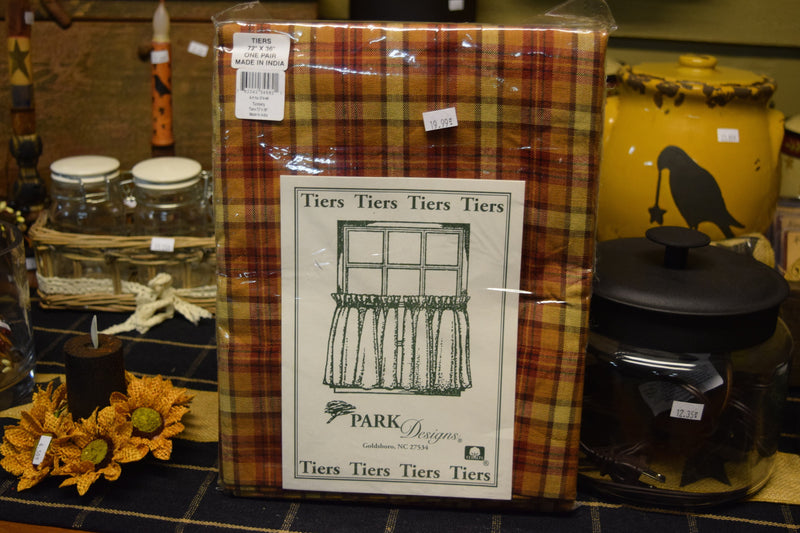 TIERS
72" X 36"
ONE PAIR
MADE IN INDIA
19.99
Tiers Tiers Tiers Tiers
PARK
Designs®
Goldsboro, NC 27534
Tiers Tiers Tiers Tiers
12.35